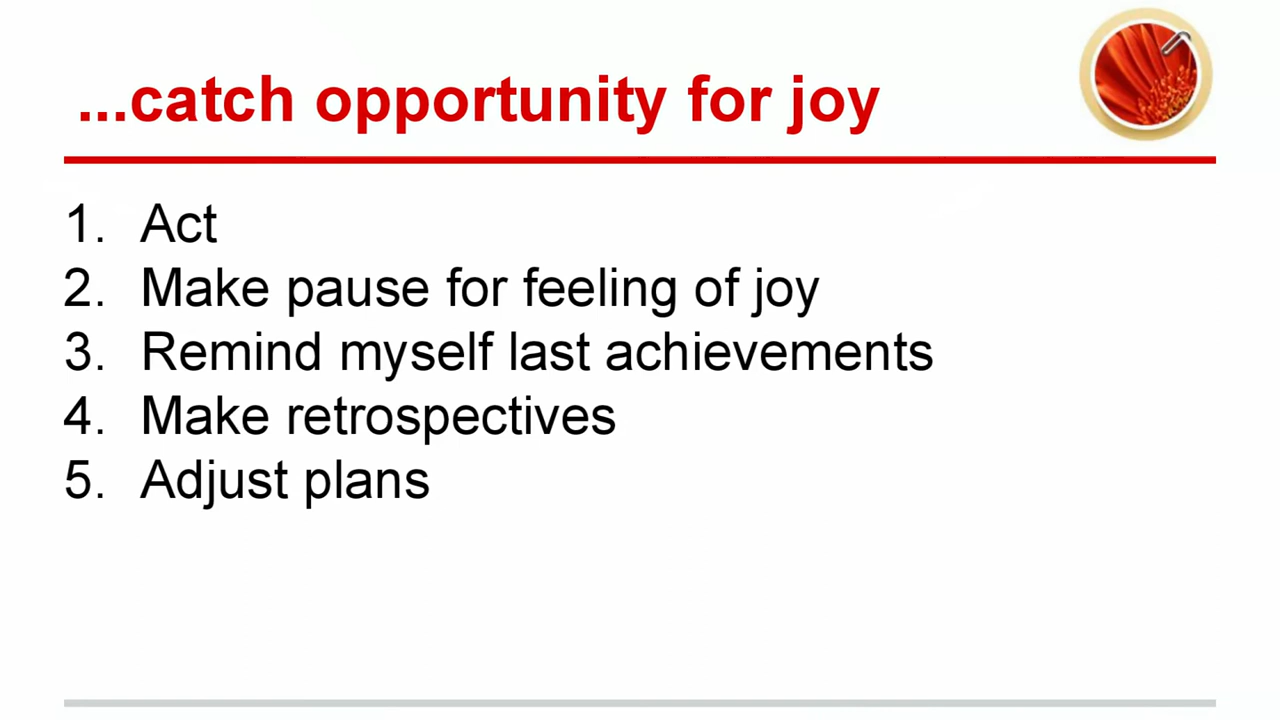 ...catch opportunity for joy
1. Act
2. Make pause for feeling of joy
3. Remind myself last achievements
4. Make retrospectives
5. Adjust plans